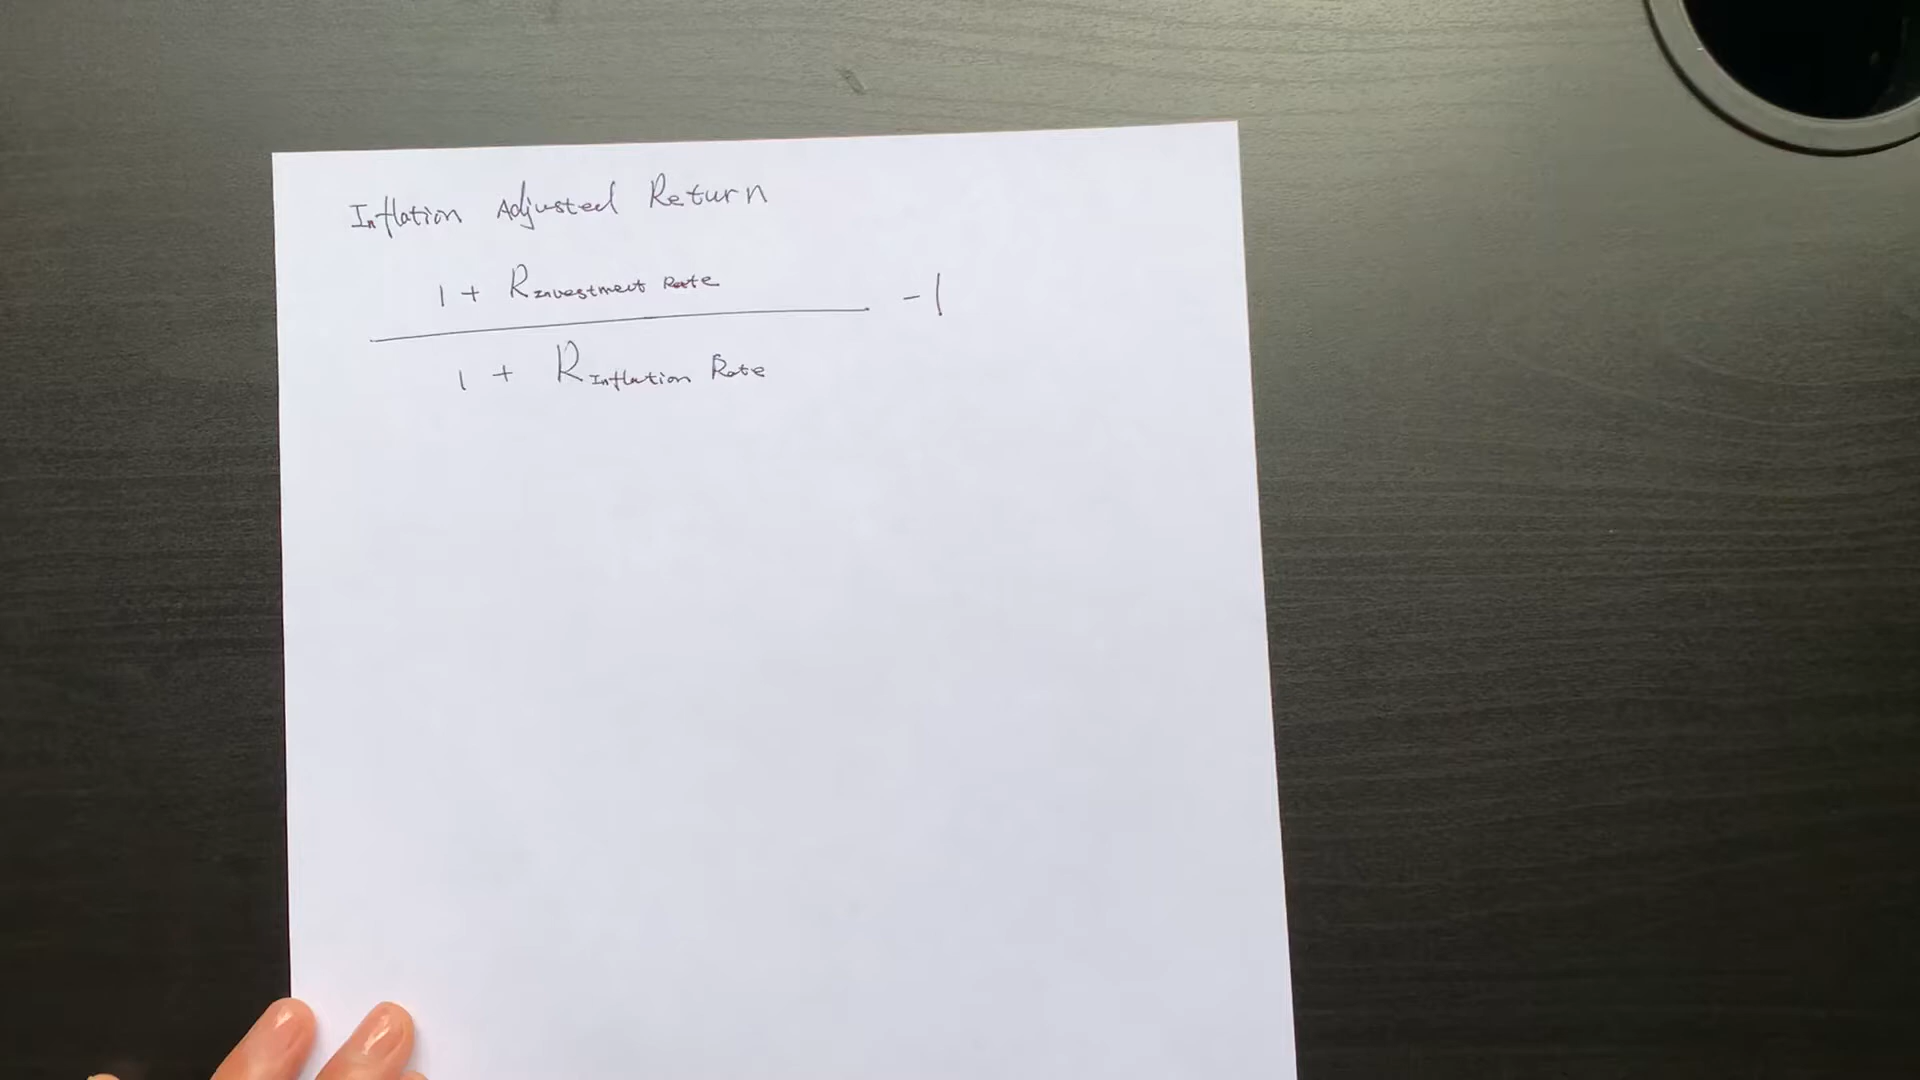 Inflation Adjusted Return
1 + R Investment Rate
- 1
1 + R Inflation Rate